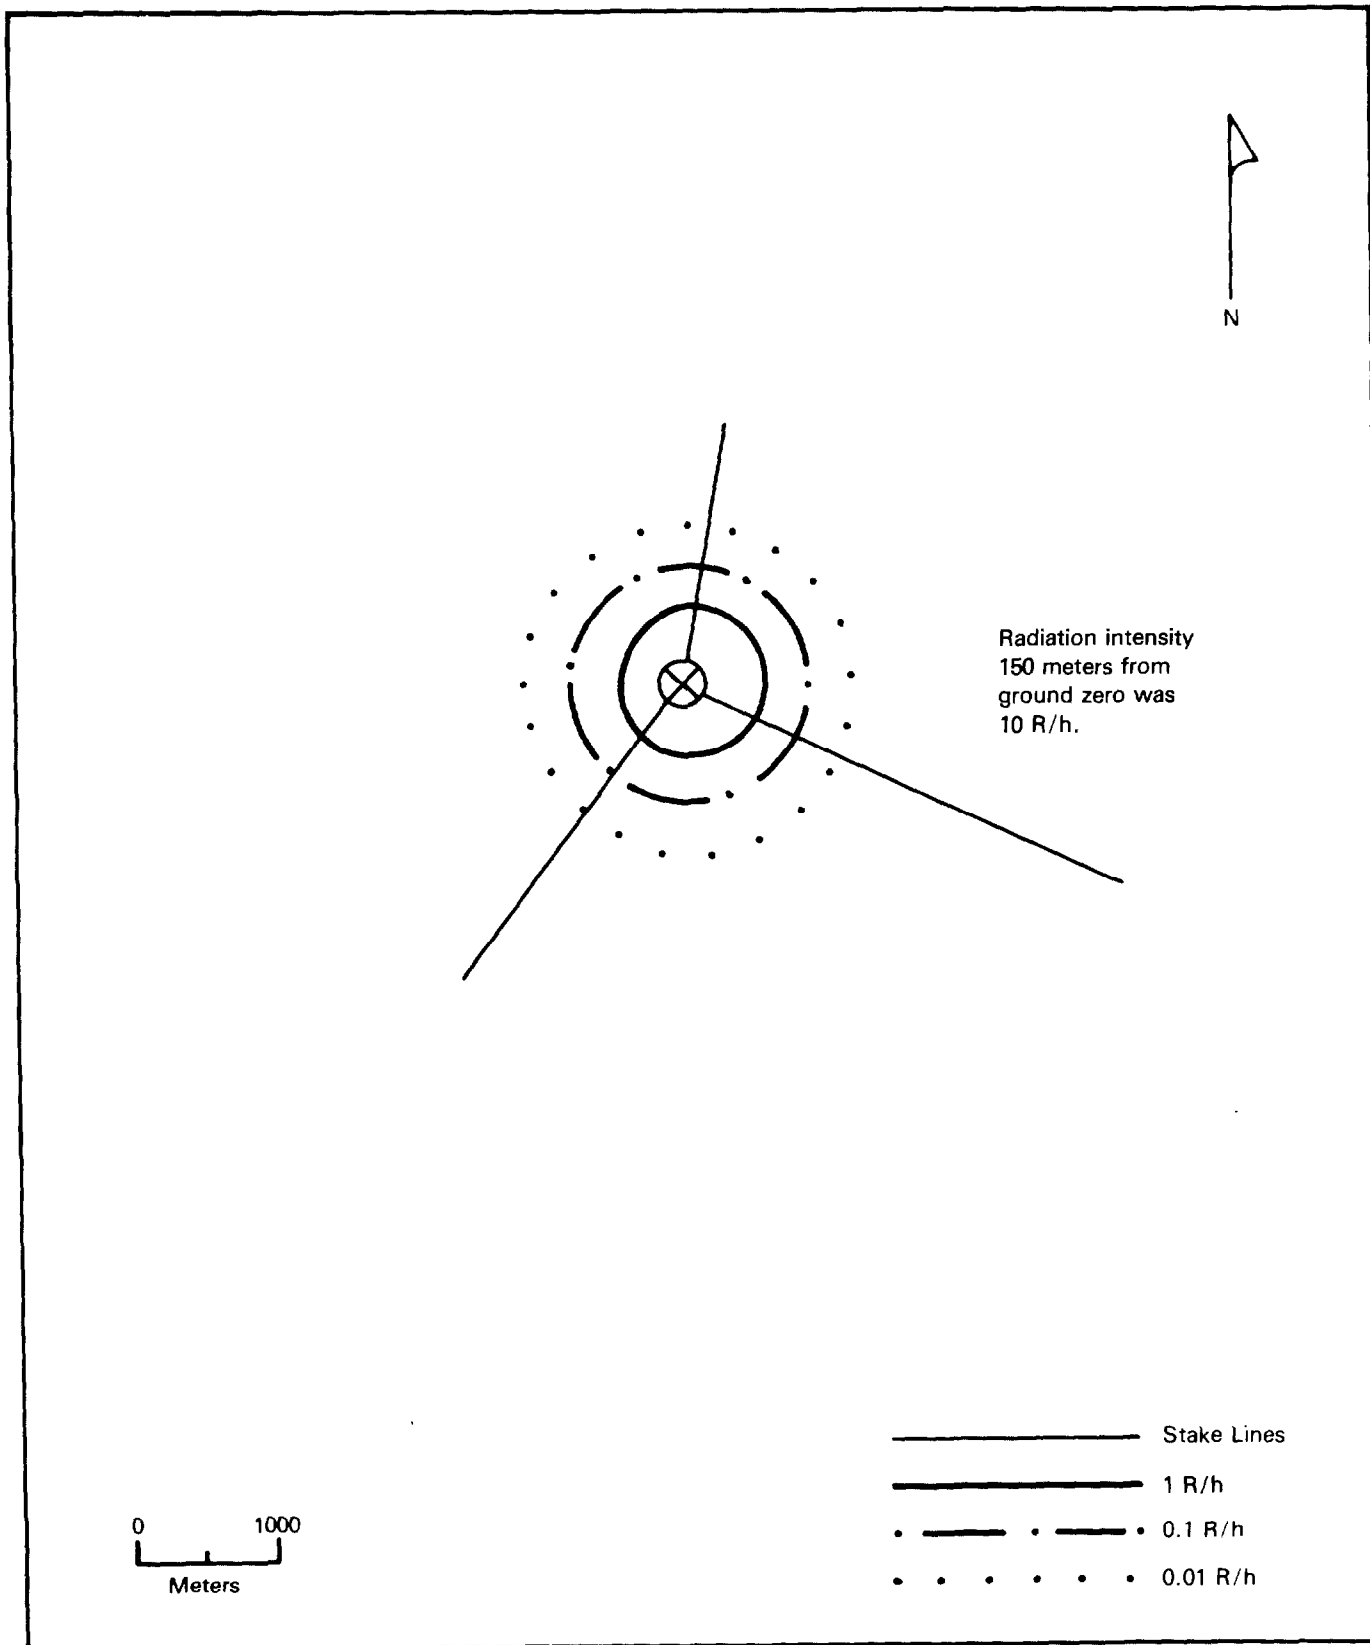 N
Radiation intensity
150 meters from
ground zero was
10 R/h.
Stake Lines
1 R/h
0.1 R/h
0.01 R/h
0 1000
Meters